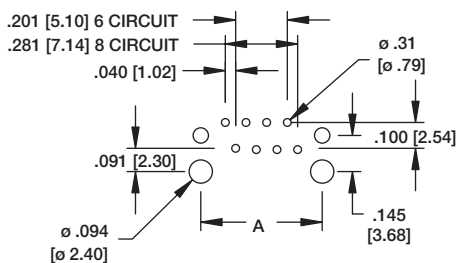 .201 [5.10] 6 CIRCUIT
.281 [7.14] 8 CIRCUIT
.040 [1.02]
ø .31
[ø .79]
.100 [2.54]
.091 [2.30]
A
ø .094
[ø 2.40]
.145
[3.68]